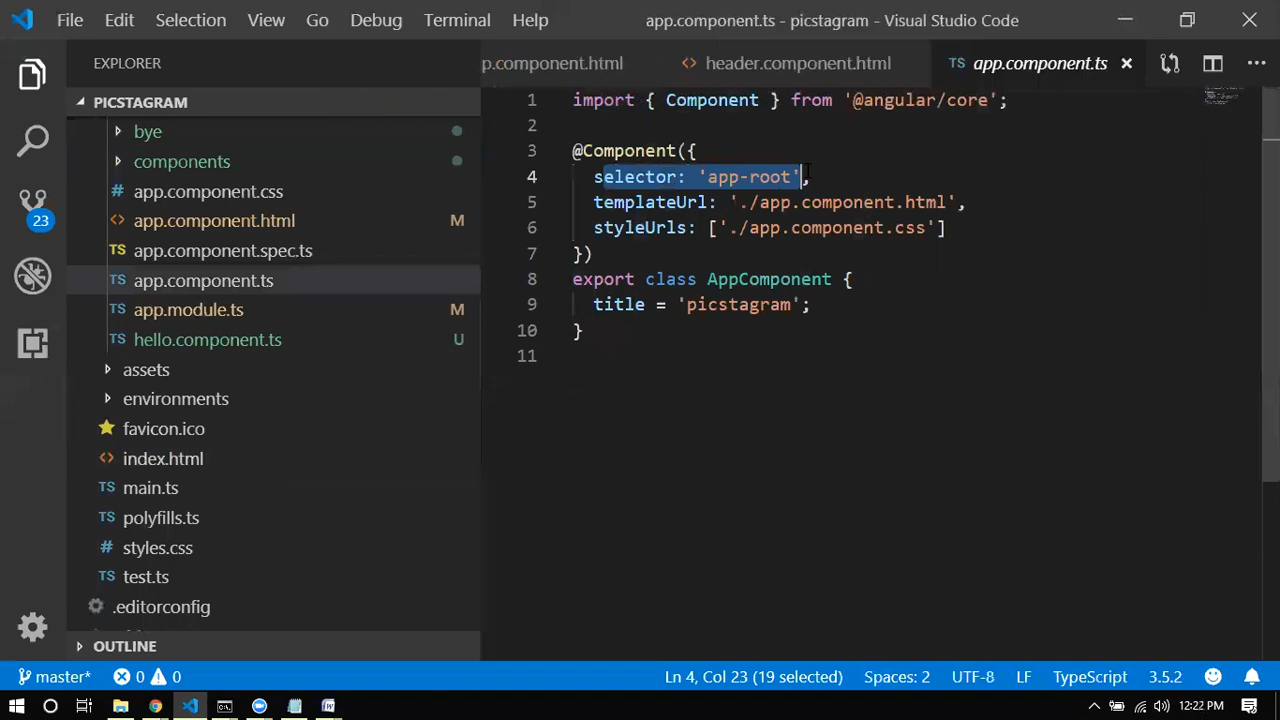 File Edit Selection View Go Debug Terminal Help app.component.ts - picstagram - Visual Studio Code
EXPLORER
PICSTAGRAM
bye
components
app.component.css
app.component.html M
app.component.spec.ts
app.component.ts
app.module.ts M
hello.component.ts U
assets
environments
favicon.ico
index.html
main.ts
polyfills.ts
styles.css
test.ts
.editorconfig
OUTLINE
23
p.component.html header.component.html app.component.ts
1 import { Component } from '@angular/core';
2
3 @Component({
4 selector: 'app-root',
5 templateUrl: './app.component.html',
6 styleUrls: ['./app.component.css']
7 })
8 export class AppComponent {
9 title = 'picstagram';
10 }
11
master* 0 0 Ln 4, Col 23 (19 selected) Spaces: 2 UTF-8 LF TypeScript 3.5.2
12:22 PM